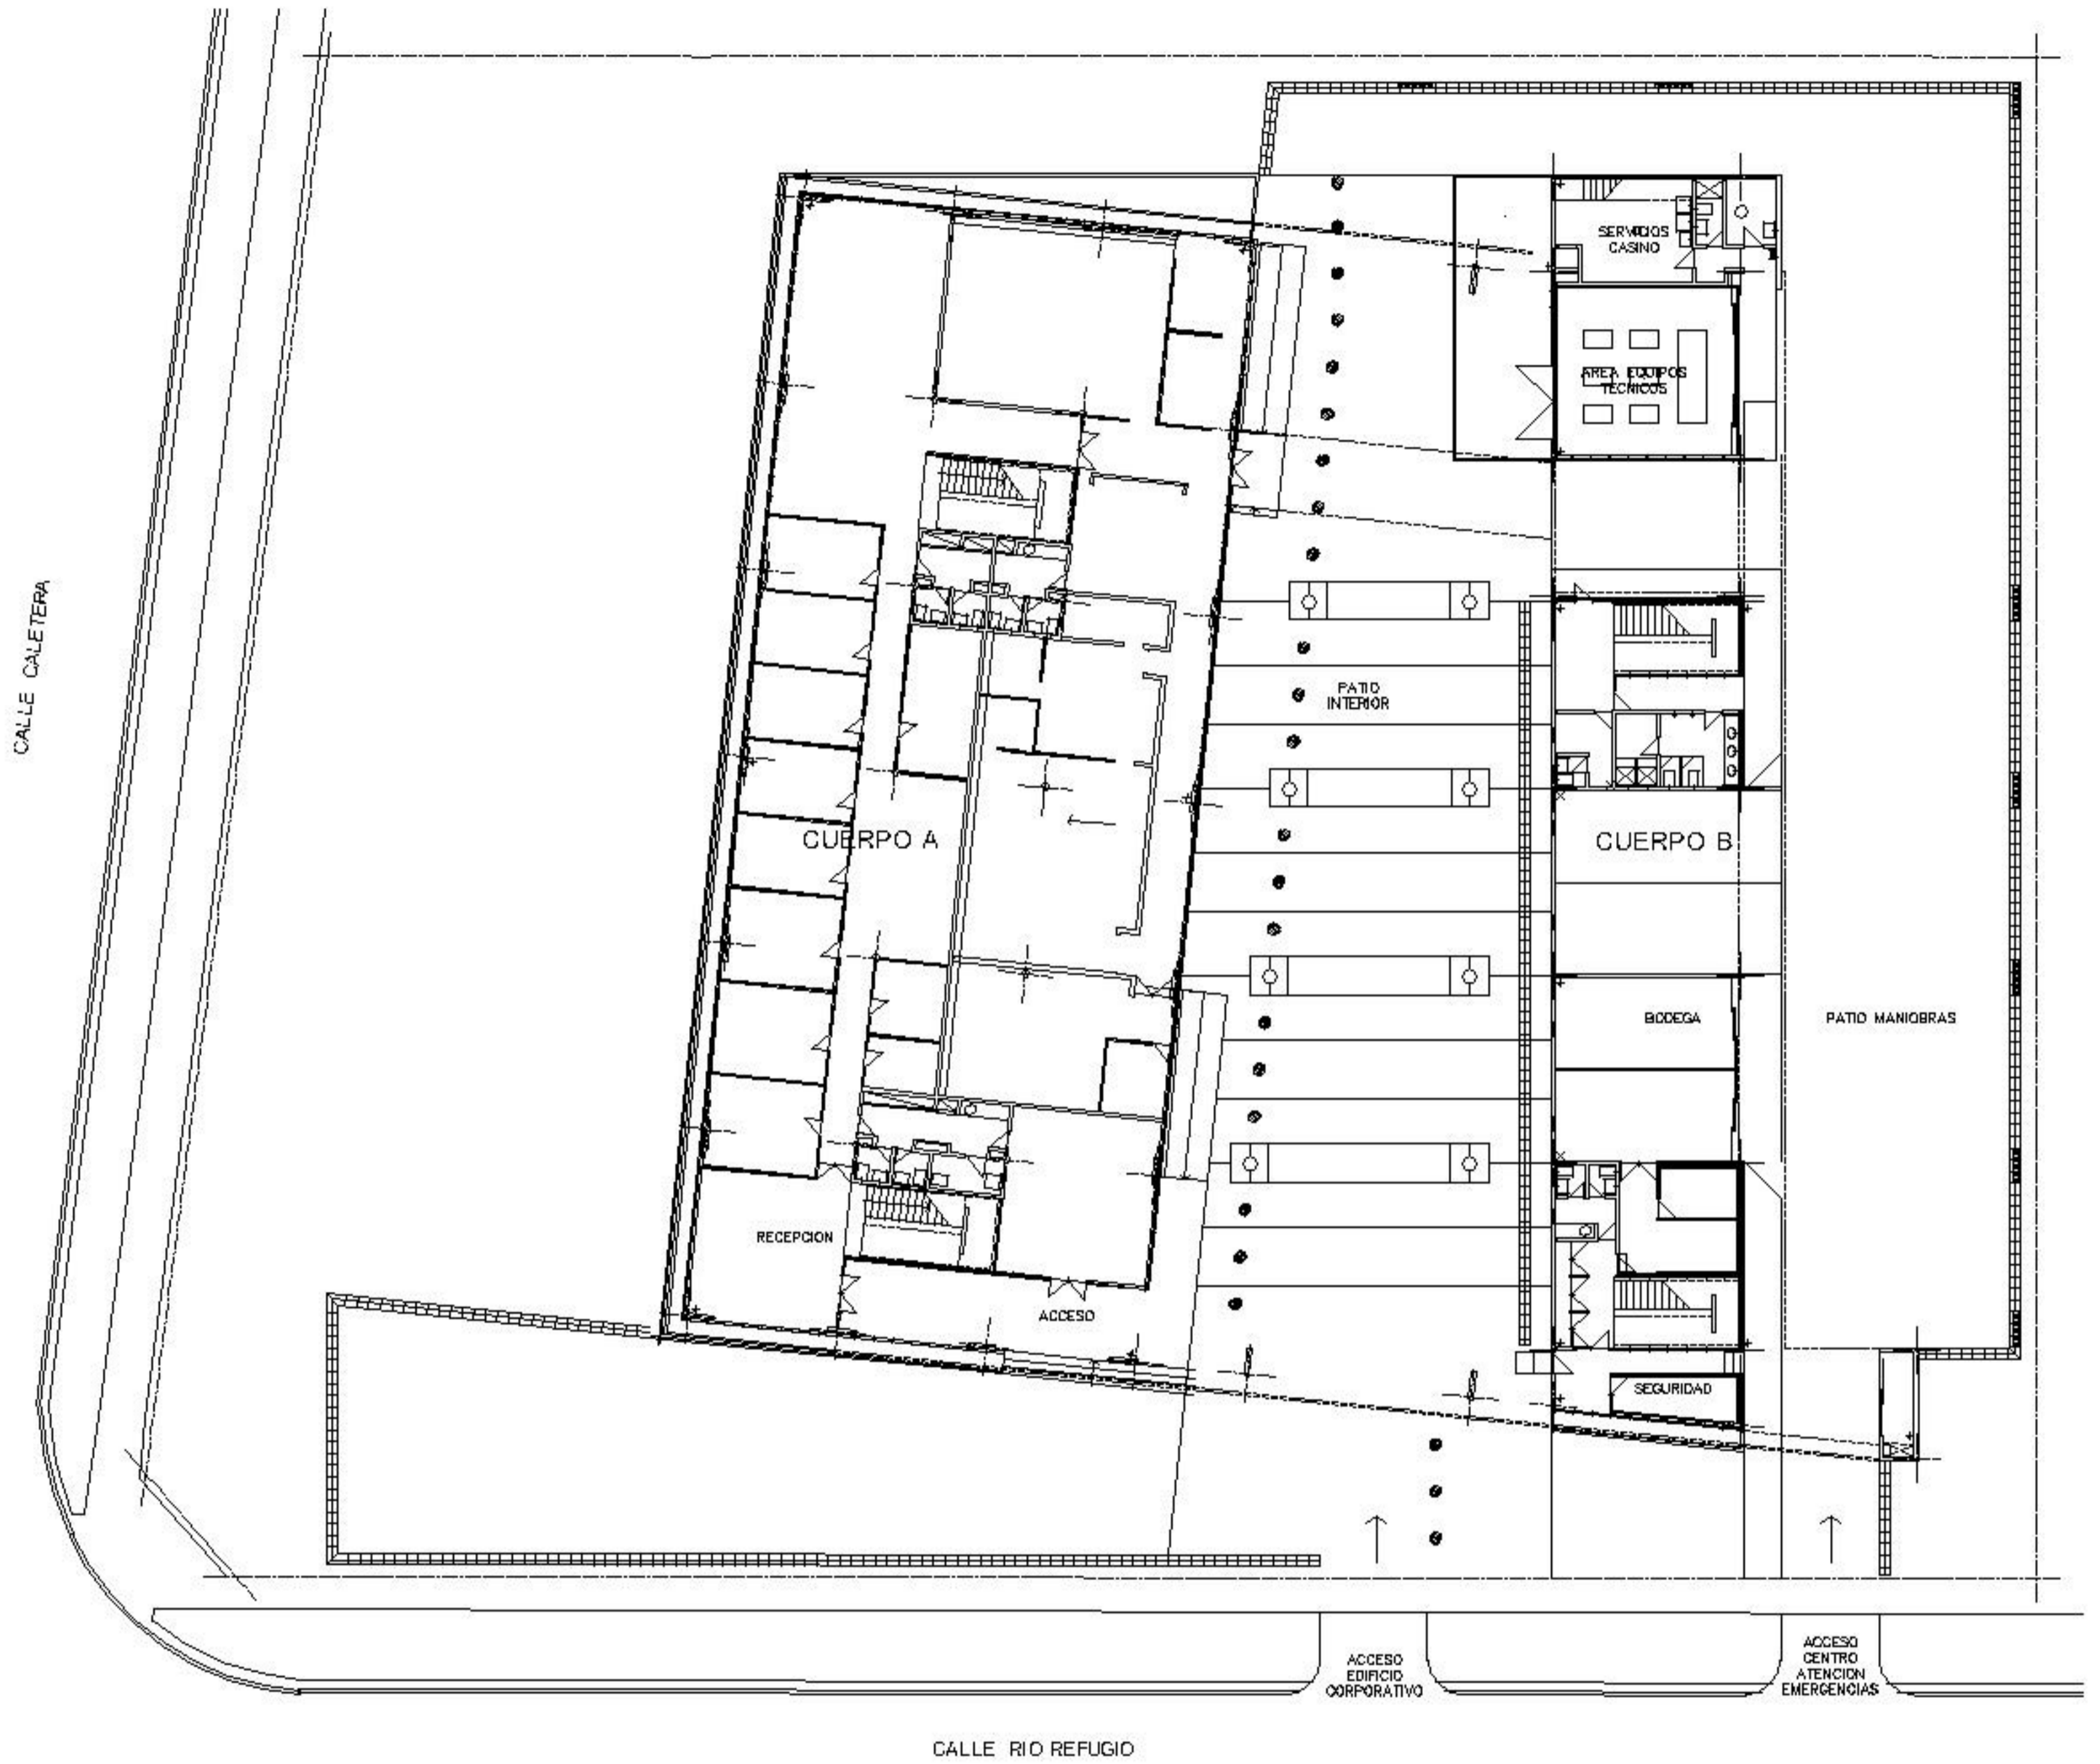 SERVICIOS
CASINO
AREA EQUIPOS
TECNICOS
CALLE CALETERA
PATIO
INTERIOR
CUERPO A
CUERPO B
BODEGA
PATIO MANIOBRAS
RECEPCION
ACCESO
SEGURIDAD
ACCESO
EDIFICIO
CORPORATIVO
ACCESO
CENTRO
ATENCION
EMERGENCIAS
CALLE RIO REFUGIO